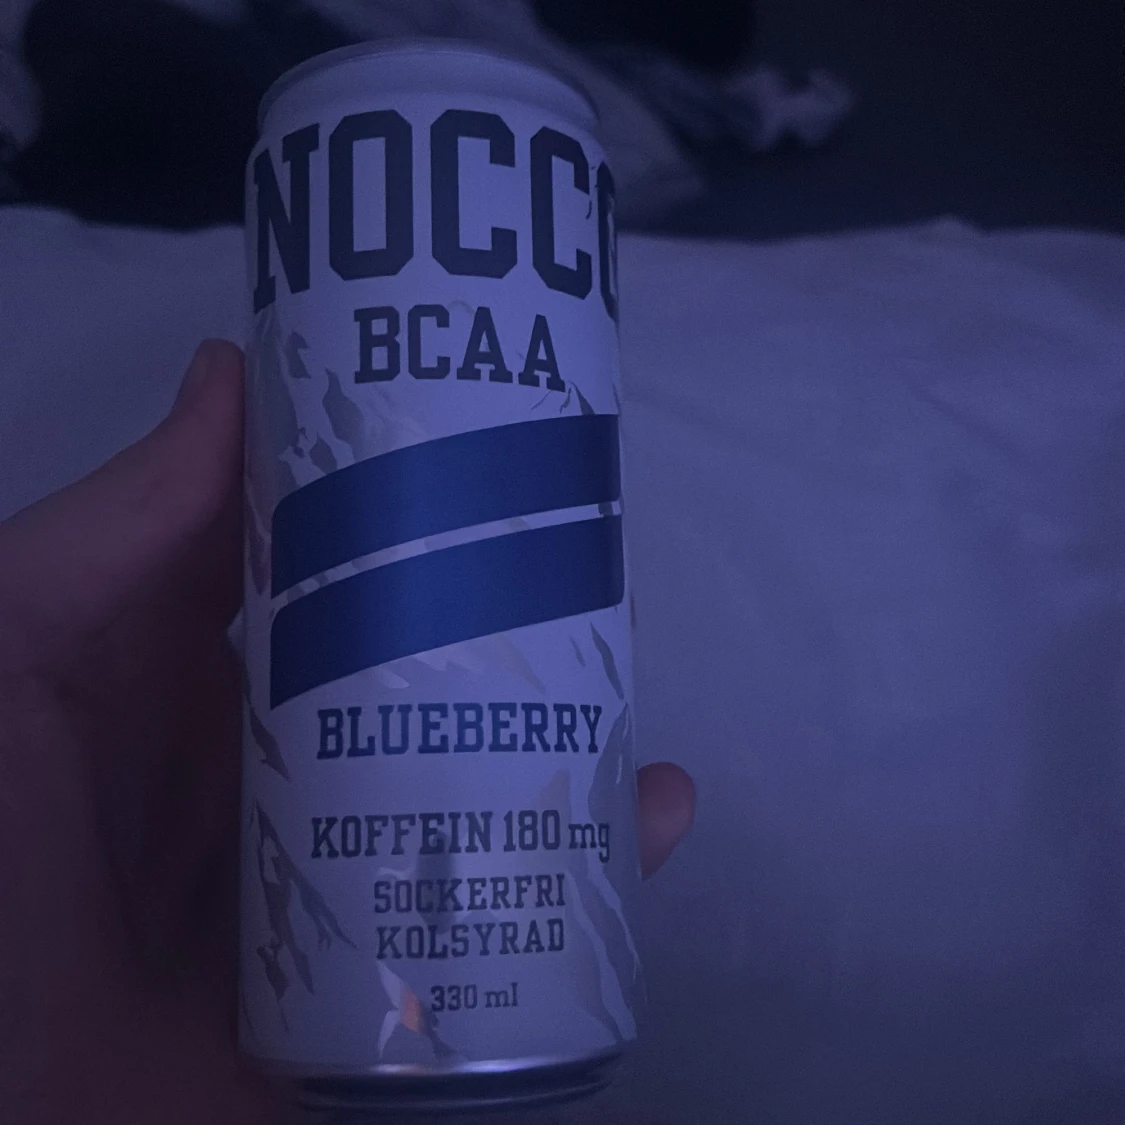 NOCCO
BCAA
BLUEBERRY
KOFFEIN 180 mg
SOCKERFRI
KOLSYRAD
330 ml